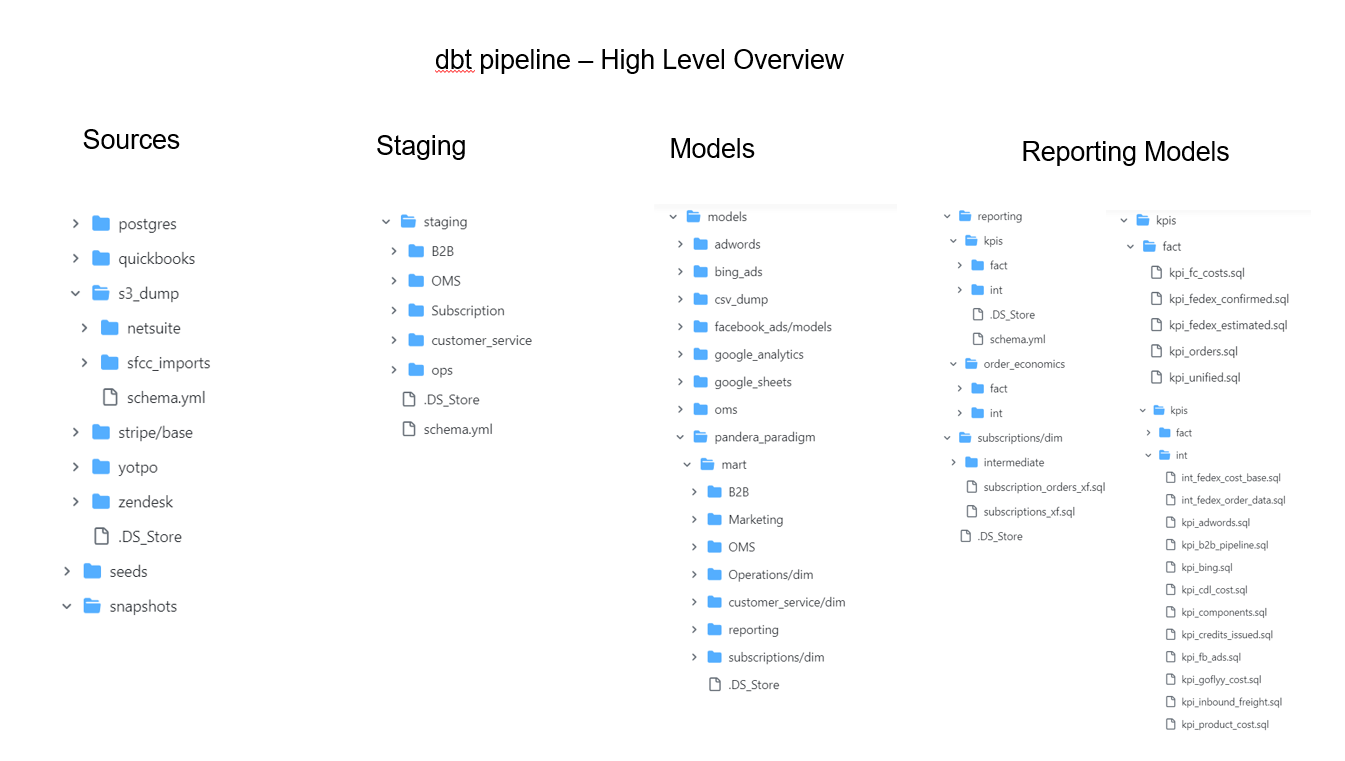 dbt pipeline – High Level Overview
Sources
postgres
quickbooks
s3_dump
netsuite
sfcc_imports
schema.yml
stripe/base
yotpo
zendesk
.DS_Store
seeds
snapshots
Staging
staging
B2B
OMS
Subscription
customer_service
ops
.DS_Store
schema.yml
Models
models
adwords
bing_ads
csv_dump
facebook_ads/models
google_analytics
google_sheets
oms
pandera_paradigm
mart
B2B
Marketing
OMS
Operations/dim
customer_service/dim
reporting
subscriptions/dim
.DS_Store
Reporting Models
reporting
kpis
fact
int
.DS_Store
schema.yml
order_economics
fact
int
subscriptions/dim
intermediate
subscription_orders_xf.sql
subscriptions_xf.sql
.DS_Store
kpis
fact
kpi_fc_costs.sql
kpi_fedex_confirmed.sql
kpi_fedex_estimated.sql
kpi_orders.sql
kpi_unified.sql
kpis
fact
int
int_fedex_cost_base.sql
int_fedex_order_data.sql
kpi_adwords.sql
kpi_b2b_pipeline.sql
kpi_bing.sql
kpi_cdl_cost.sql
kpi_components.sql
kpi_credits_issued.sql
kpi_fb_ads.sql
kpi_goflyy_cost.sql
kpi_inbound_freight.sql
kpi_product_cost.sql